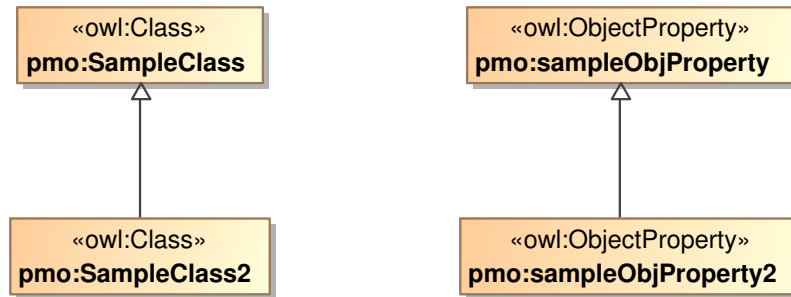 «owl:Class»
pmo:SampleClass
«owl:ObjectProperty»
pmo:sampleObjProperty
«owl:Class»
pmo:SampleClass2
«owl:ObjectProperty»
pmo:sampleObjProperty2